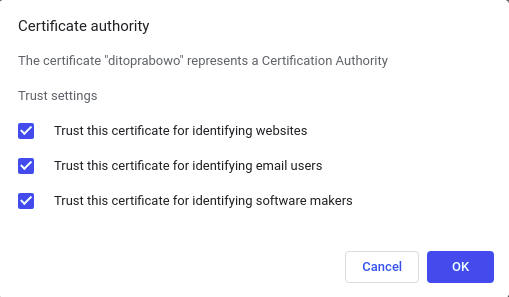 Certificate authority
The certificate "ditoprabowo" represents a Certification Authority
Trust settings
Trust this certificate for identifying websites
Trust this certificate for identifying email users
Trust this certificate for identifying software makers
Cancel OK